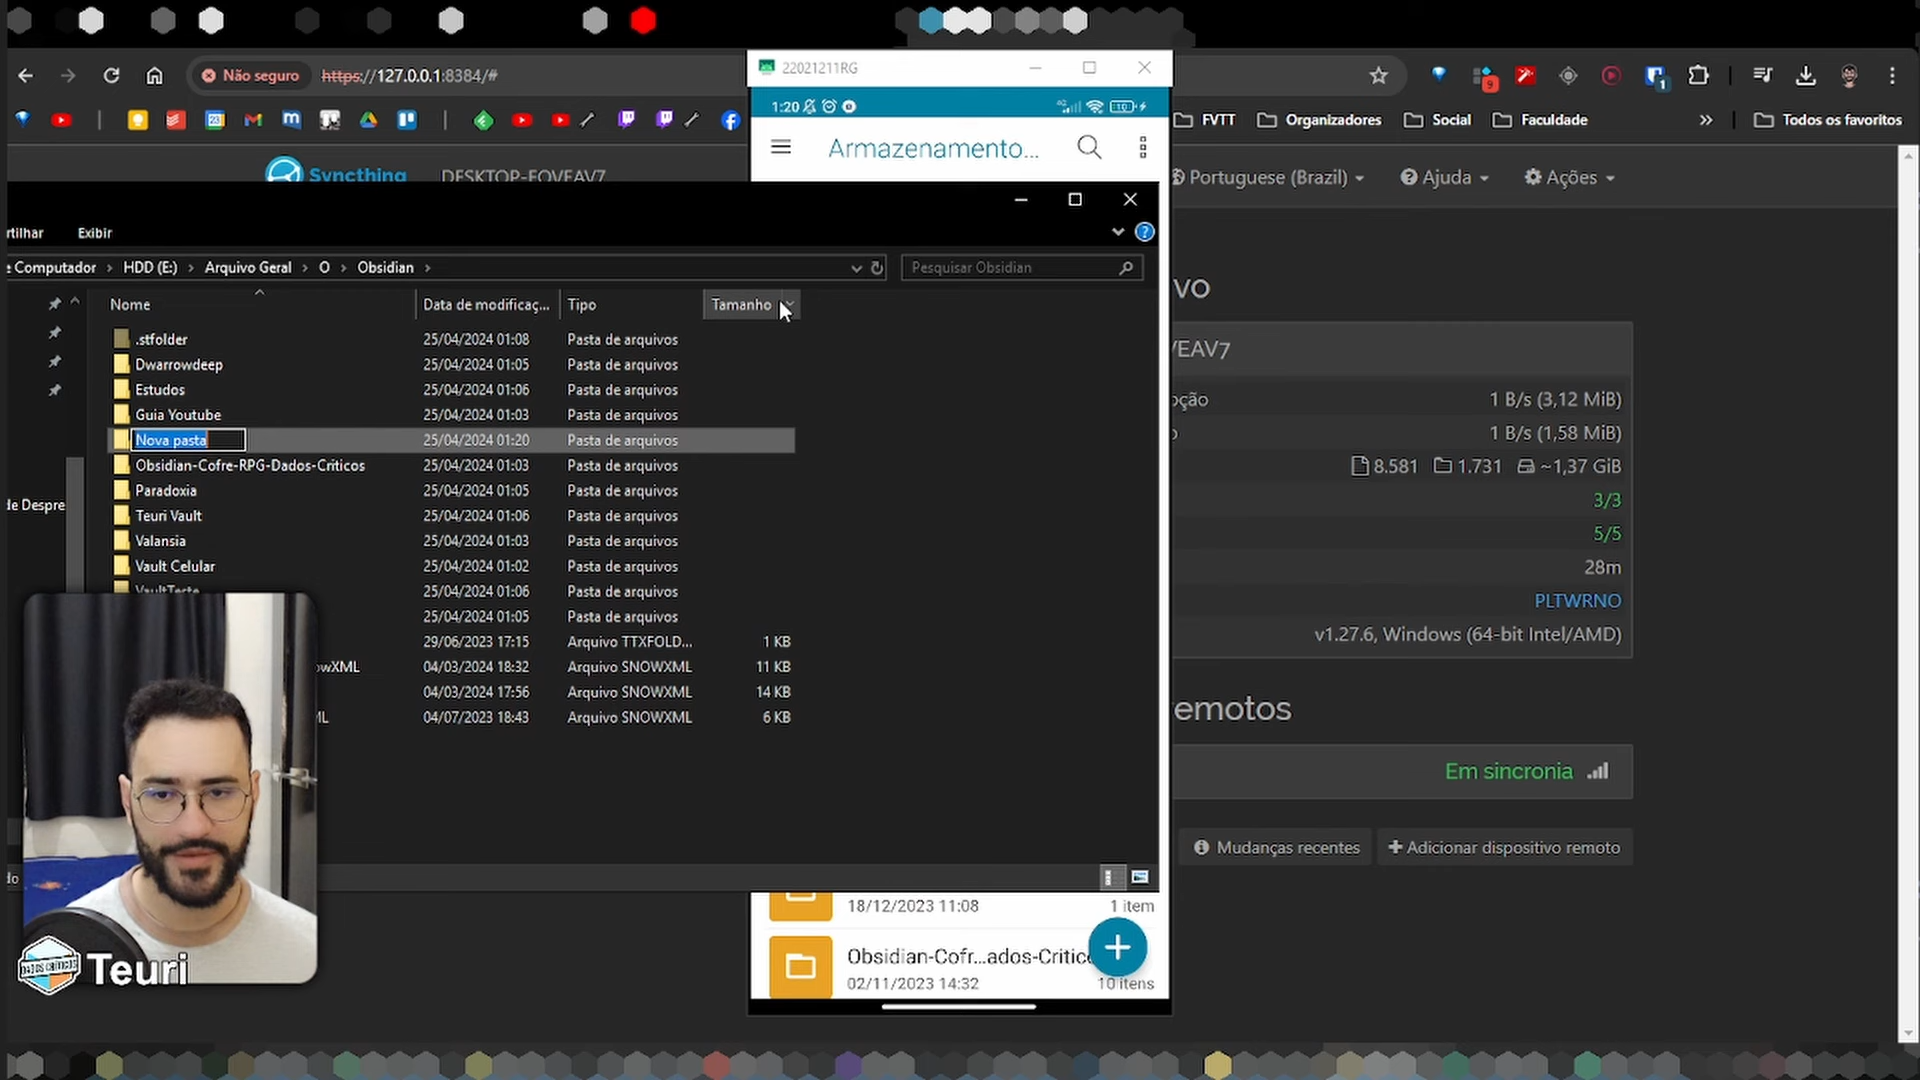 Não seguro https://127.0.0.1:8384/#
22021211RG
1:20
Armazenamento...
FVTT Organizadores Social Faculdade Todos os favoritos
Syncthing DESKTOP-FOVEAV7
Portuguese (Brazil) Ajuda Ações
rtilhar Exibir
e Computador HDD (E:) Arquivo Geral O Obsidian Pesquisar Obsidian
Nome Data de modificaç... Tipo Tamanho
.stfolder 25/04/2024 01:08 Pasta de arquivos
Dwarrowdeep 25/04/2024 01:05 Pasta de arquivos
Estudos 25/04/2024 01:06 Pasta de arquivos
Guia Youtube 25/04/2024 01:03 Pasta de arquivos
Nova pasta 25/04/2024 01:20 Pasta de arquivos
Obsidian-Cofre-RPG-Dados-Criticos 25/04/2024 01:03 Pasta de arquivos
Paradoxia 25/04/2024 01:05 Pasta de arquivos
Teuri Vault 25/04/2024 01:06 Pasta de arquivos
Valansia 25/04/2024 01:03 Pasta de arquivos
Vault Celular 25/04/2024 01:02 Pasta de arquivos
VaultTeste 25/04/2024 01:06 Pasta de arquivos
25/04/2024 01:05 Pasta de arquivos
29/06/2023 17:15 Arquivo TTXFOLD... 1 KB
owXML 04/03/2024 18:32 Arquivo SNOWXML 11 KB
04/03/2024 17:56 Arquivo SNOWXML 14 KB
ML 04/07/2023 18:43 Arquivo SNOWXML 6 KB
de Despre
do
vo
VEAV7
pção 1 B/s (3,12 MiB)
o 1 B/s (1,58 MiB)
8.581 1.731 ~1,37 GiB
3/3
5/5
28m
PLTWRNO
v1.27.6, Windows (64-bit Intel/AMD)
emotos
Em sincronia
Mudanças recentes Adicionar dispositivo remoto
18/12/2023 11:08 1 item
Obsidian-Cofr...ados-Critic
02/11/2023 14:32 10 itens
DADOS CRÍTICOS
Teuri